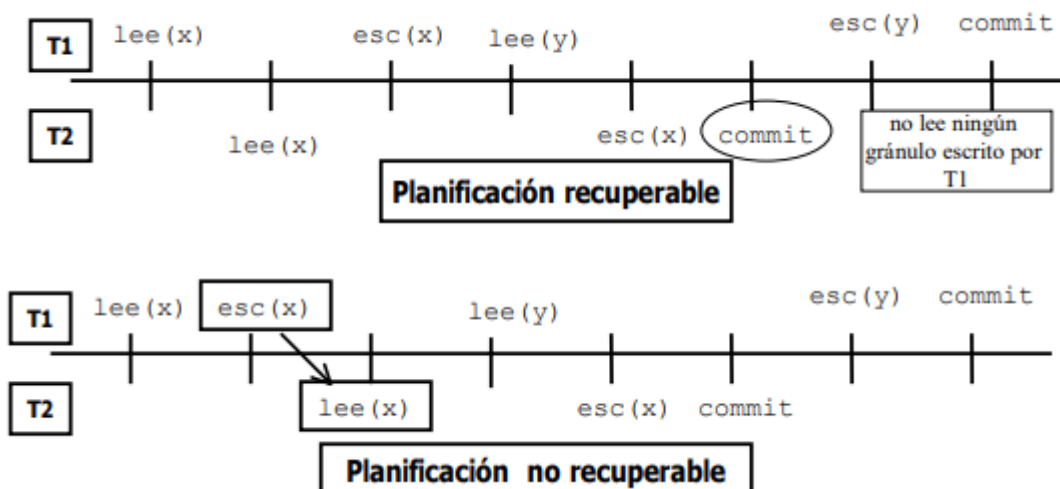 T1 lee(x) esc(x) lee(y) esc(y) commit
T2 lee(x) esc(x) commit
no lee ningún
gránulo escrito por
T1
Planificación recuperable
T1 lee(x) esc(x) lee(y) esc(y) commit
T2 lee(x) esc(x) commit
Planificación no recuperable